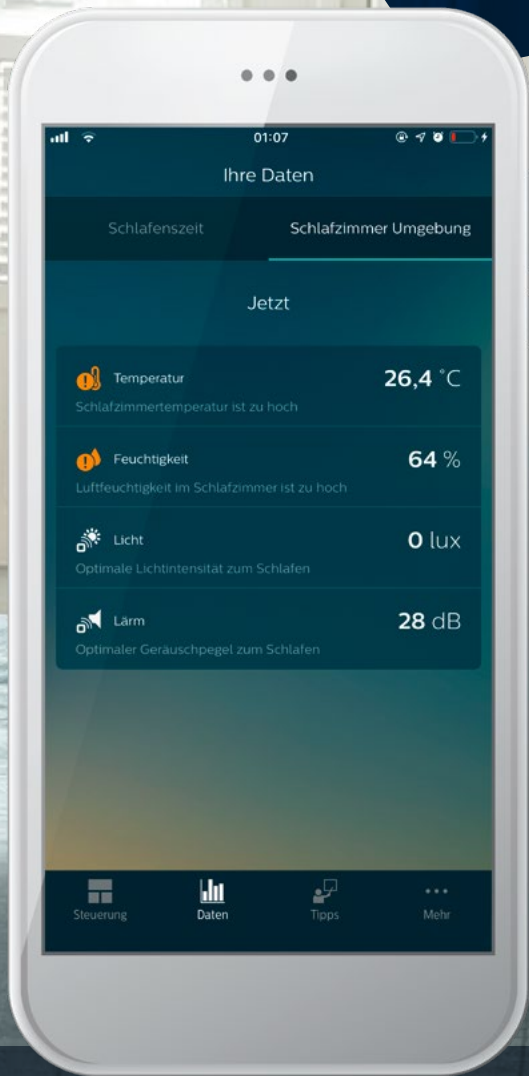 01:07
Ihre Daten
Schlafenszeit
Schlafzimmer Umgebung
Jetzt
Temperatur
26,4 °C
Schlafzimmertemperatur ist zu hoch
Feuchtigkeit
64 %
Luftfeuchtigkeit im Schlafzimmer ist zu hoch
Licht
0 lux
Optimale Lichtintensität zum Schlafen
Lärm
28 dB
Optimaler Geräuschpegel zum Schlafen
Steuerung
Daten
Tipps
Mehr